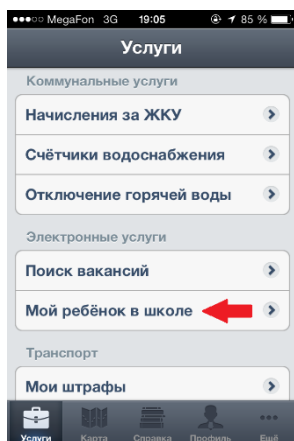 MegaFon 3G 19:05 85 %
Услуги
Коммунальные услуги
Начисления за ЖКУ
Счётчики водоснабжения
Отключение горячей воды
Электронные услуги
Поиск вакансий
Мой ребёнок в школе
Транспорт
Мои штрафы
Услуги Карта Справка Профиль Ещё